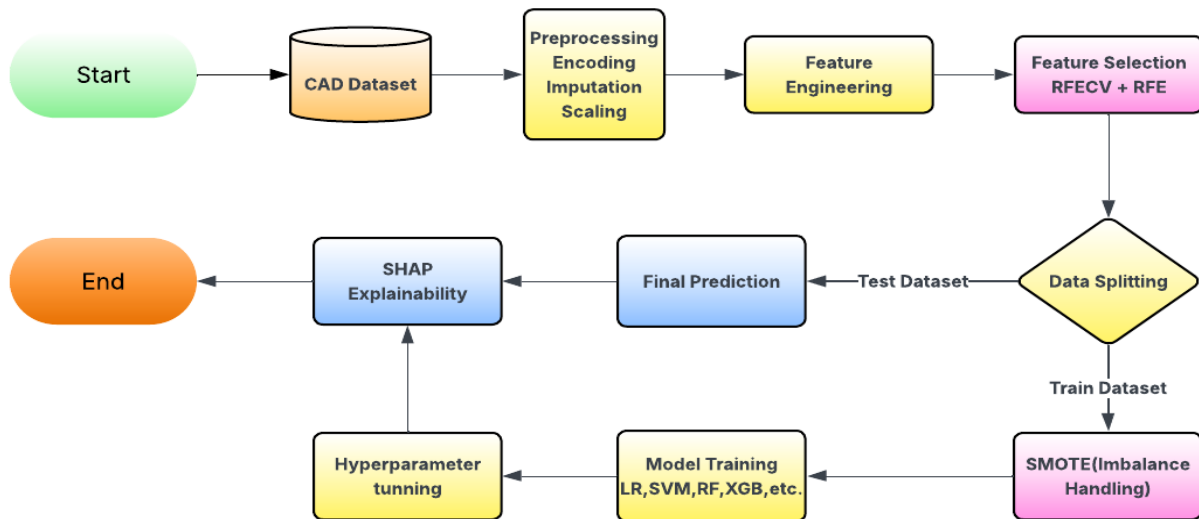 Start
CAD Dataset
Preprocessing
Encoding
Imputation
Scaling
Feature
Engineering
Feature Selection
RFECV + RFE
End
SHAP
Explainability
Final Prediction
Test Dataset
Data Splitting
Train Dataset
Hyperparameter
tunning
Model Training
LR,SVM,RF,XGB,etc.
SMOTE(Imbalance
Handling)